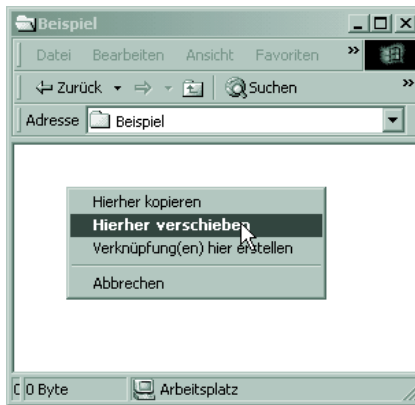 Beispiel
Datei Bearbeiten Ansicht Favoriten »
Zurück Suchen »
Adresse Beispiel
Hierher kopieren
Hierher verschieben
Verknüpfung(en) hier erstellen
Abbrechen
0 Byte Arbeitsplatz